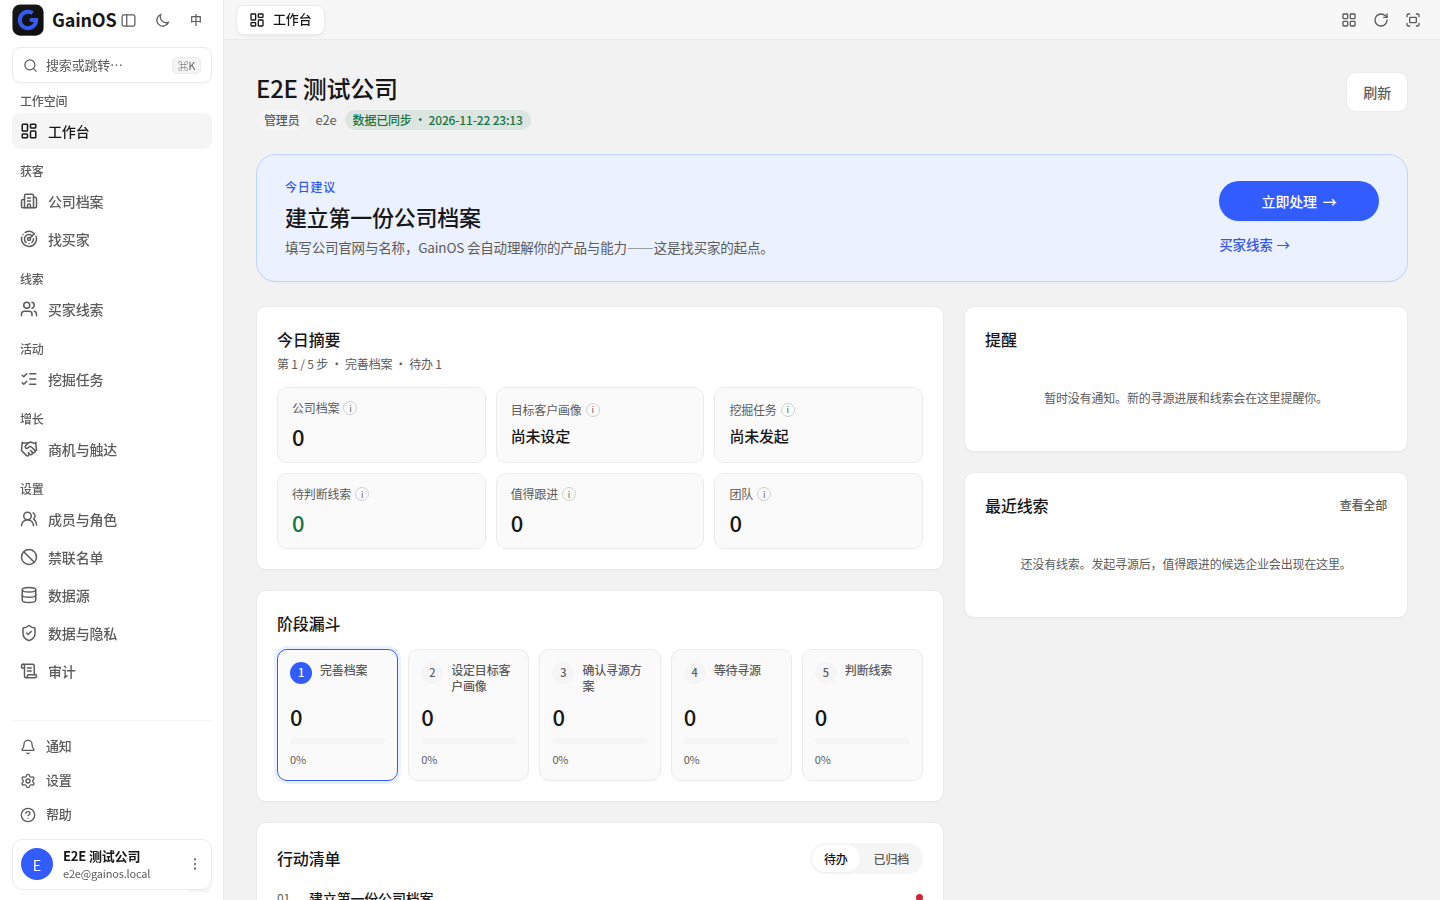 GainOS
中
搜索或跳转…
⌘K
工作空间
工作台
获客
公司档案
找买家
线索
买家线索
活动
挖掘任务
增长
商机与触达
设置
成员与角色
禁联名单
数据源
数据与隐私
审计
通知
设置
帮助
E
E2E 测试公司
e2e@gainos.local
工作台
E2E 测试公司
管理员
e2e
数据已同步 · 2026-11-22 23:13
刷新
今日建议
建立第一份公司档案
填写公司官网与名称，GainOS 会自动理解你的产品与能力——这是找买家的起点。
立即处理 →
买家线索 →
今日摘要
第 1 / 5 步 · 完善档案 · 待办 1
公司档案
0
目标客户画像
尚未设定
挖掘任务
尚未发起
待判断线索
0
值得跟进
0
团队
0
提醒
暂时没有通知。新的寻源进展和线索会在这里提醒你。
最近线索
查看全部
还没有线索。发起寻源后，值得跟进的候选企业会出现在这里。
阶段漏斗
1
完善档案
0
0%
2
设定目标客
户画像
0
0%
3
确认寻源方
案
0
0%
4
等待寻源
0
0%
5
判断线索
0
0%
行动清单
待办
已归档
01
建立第一份公司档案